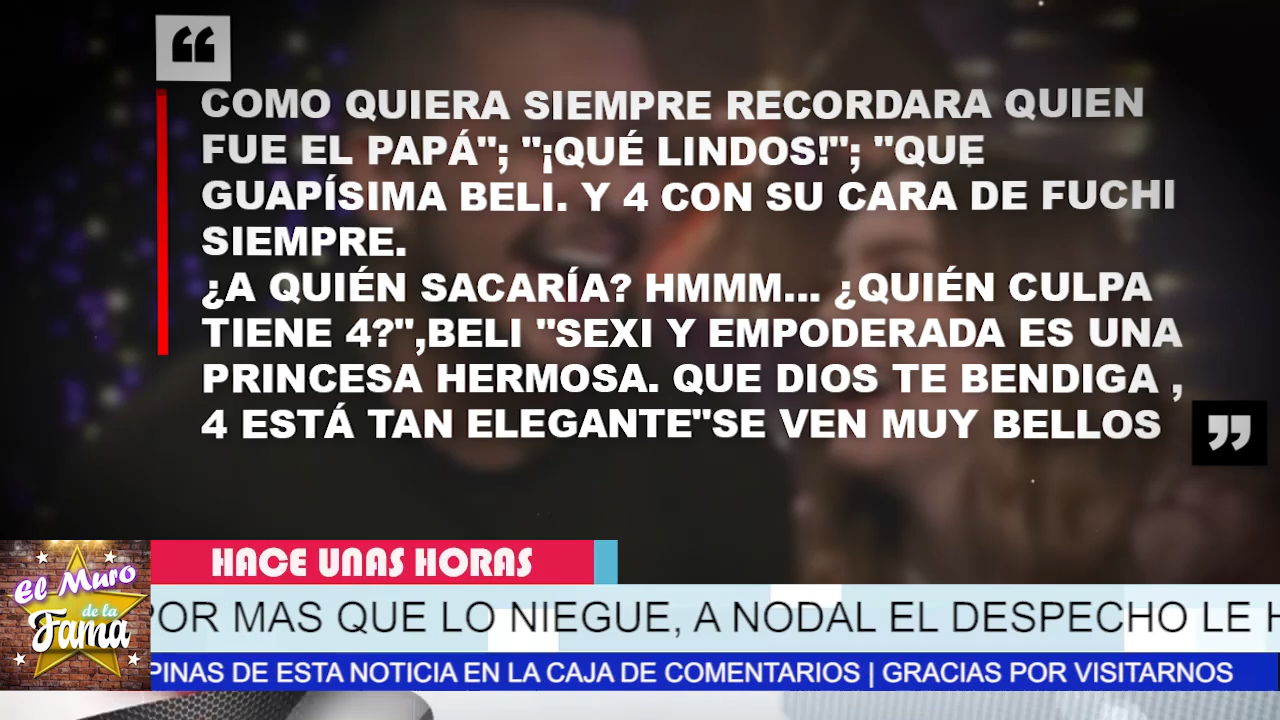 COMO QUIERA SIEMPRE RECORDARA QUIEN
FUE EL PAPÁ"; "¡QUÉ LINDOS!"; "QUE
GUAPÍSIMA BELI. Y 4 CON SU CARA DE FUCHI
SIEMPRE.
¿A QUIÉN SACARÍA? HMMM... ¿QUIÉN CULPA
TIENE 4?",BELI "SEXI Y EMPODERADA ES UNA
PRINCESA HERMOSA. QUE DIOS TE BENDIGA ,
4 ESTÁ TAN ELEGANTE"SE VEN MUY BELLOS
HACE UNAS HORAS
El Muro
de la
Fama
POR MAS QUE LO NIEGUE, A NODAL EL DESPECHO LE H
PINAS DE ESTA NOTICIA EN LA CAJA DE COMENTARIOS | GRACIAS POR VISITARNOS